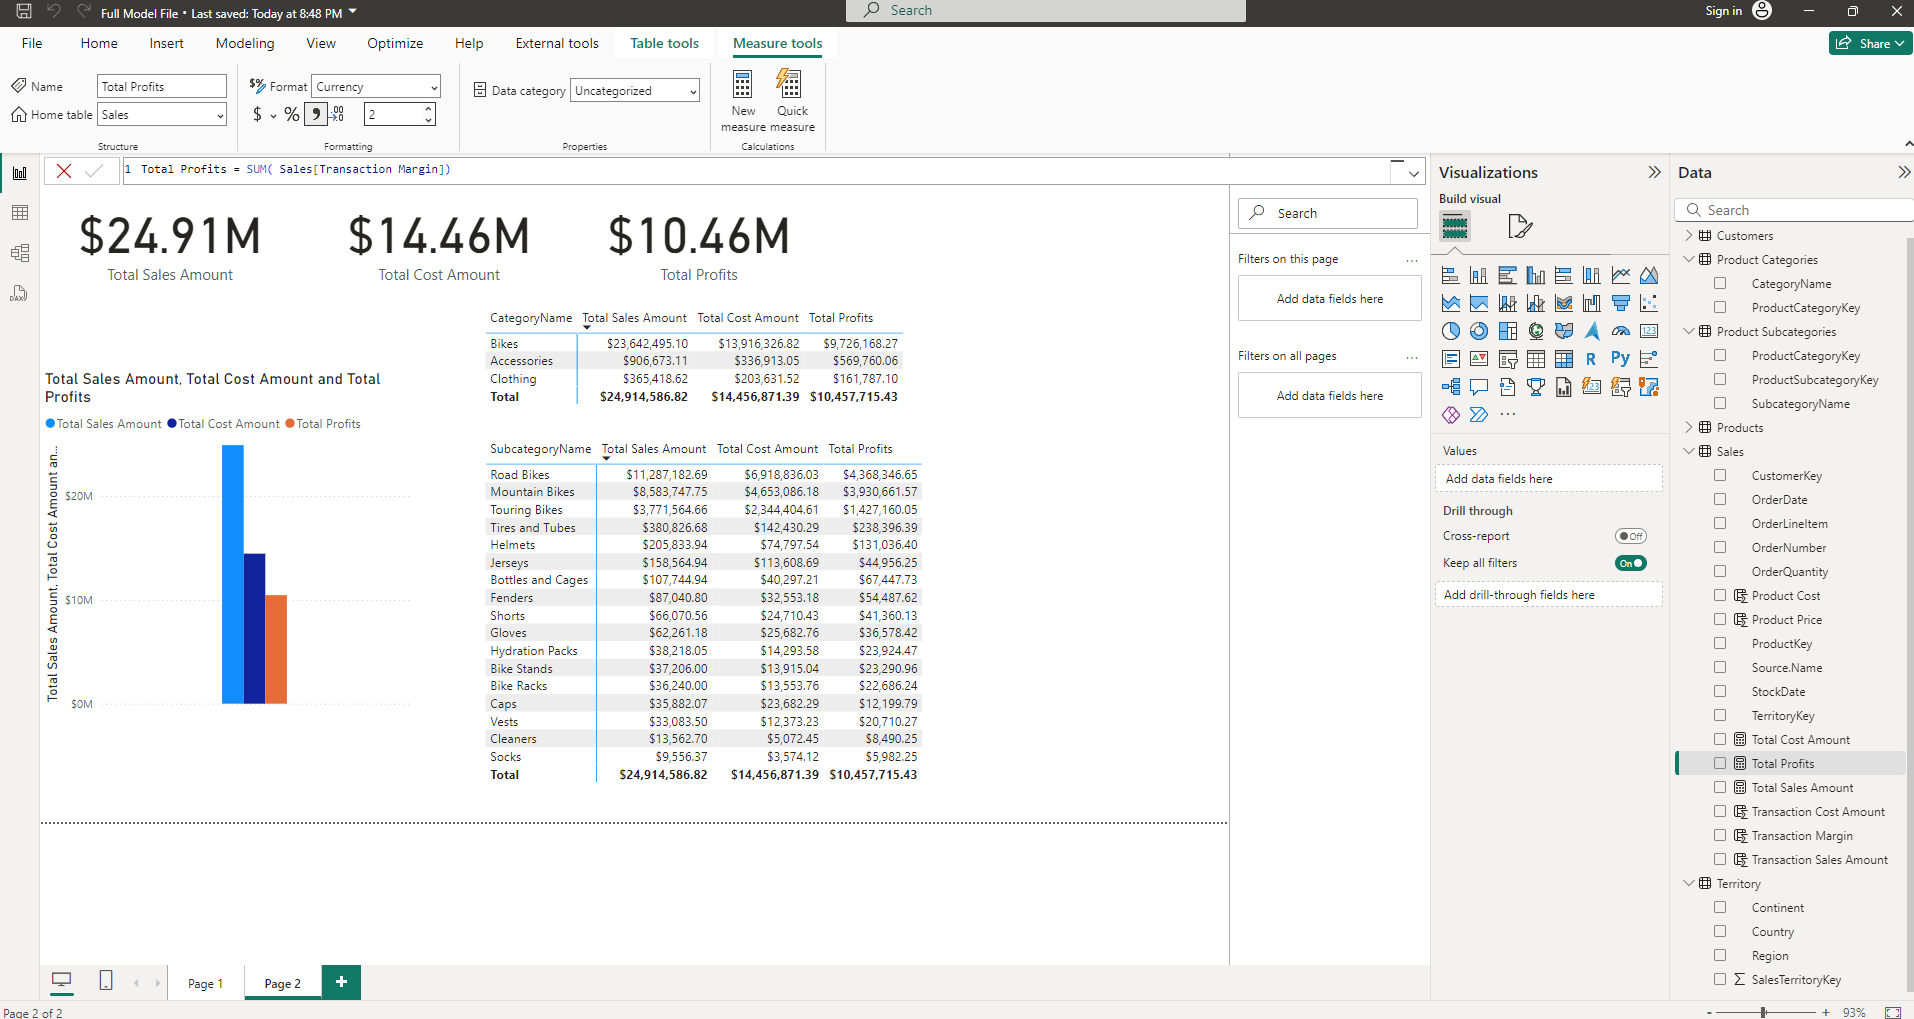 Full Model File • Last saved: Today at 8:48 PM
Search
Sign in
File Home Insert Modeling View Optimize Help External tools Table tools Measure tools
Share
Name Total Profits
Home table Sales
Structure
Format Currency
$ % 9 .00 2
Formatting
Data category Uncategorized
Properties
New measure
Quick measure
Calculations
1 Total Profits = SUM( Sales[Transaction Margin])
$24.91M
Total Sales Amount
$14.46M
Total Cost Amount
$10.46M
Total Profits
CategoryName Total Sales Amount Total Cost Amount Total Profits
Bikes $23,642,495.10 $13,916,326.82 $9,726,168.27
Accessories $906,673.11 $336,913.05 $569,760.06
Clothing $365,418.62 $203,631.52 $161,787.10
Total $24,914,586.82 $14,456,871.39 $10,457,715.43
Total Sales Amount, Total Cost Amount and Total
Profits
Total Sales Amount Total Cost Amount Total Profits
Total Sales Amount, Total Cost Amount an...
$20M
$10M
$0M
SubcategoryName Total Sales Amount Total Cost Amount Total Profits
Road Bikes $11,287,182.69 $6,918,836.03 $4,368,346.65
Mountain Bikes $8,583,747.75 $4,653,086.18 $3,930,661.57
Touring Bikes $3,771,564.66 $2,344,404.61 $1,427,160.05
Tires and Tubes $380,826.68 $142,430.29 $238,396.39
Helmets $205,833.94 $74,797.54 $131,036.40
Jerseys $158,564.94 $113,608.69 $44,956.25
Bottles and Cages $107,744.94 $40,297.21 $67,447.73
Fenders $87,040.80 $32,553.18 $54,487.62
Shorts $66,070.56 $24,710.43 $41,360.13
Gloves $62,261.18 $25,682.76 $36,578.42
Hydration Packs $38,218.05 $14,293.58 $23,924.47
Bike Stands $37,206.00 $13,915.04 $23,290.96
Bike Racks $36,240.00 $13,553.76 $22,686.24
Caps $35,882.07 $23,682.29 $12,199.79
Vests $33,083.50 $12,373.23 $20,710.27
Cleaners $13,562.70 $5,072.45 $8,490.25
Socks $9,556.37 $3,574.12 $5,982.25
Total $24,914,586.82 $14,456,871.39 $10,457,715.43
Search
Filters on this page ...
Add data fields here
Filters on all pages ...
Add data fields here
Visualizations
Build visual
123
R Py
...
Values
Add data fields here
Drill through
Cross-report Off
Keep all filters On
Add drill-through fields here
Data
Search
Customers
Product Categories
CategoryName
ProductCategoryKey
Product Subcategories
ProductCategoryKey
ProductSubcategoryKey
SubcategoryName
Products
Sales
CustomerKey
OrderDate
OrderLineItem
OrderNumber
OrderQuantity
Product Cost
Product Price
ProductKey
Source.Name
StockDate
TerritoryKey
Total Cost Amount
Total Profits
Total Sales Amount
Transaction Cost Amount
Transaction Margin
Transaction Sales Amount
Territory
Continent
Country
Region
Σ SalesTerritoryKey
Page 1 Page 2 +
Page 2 of 2
- + 93%